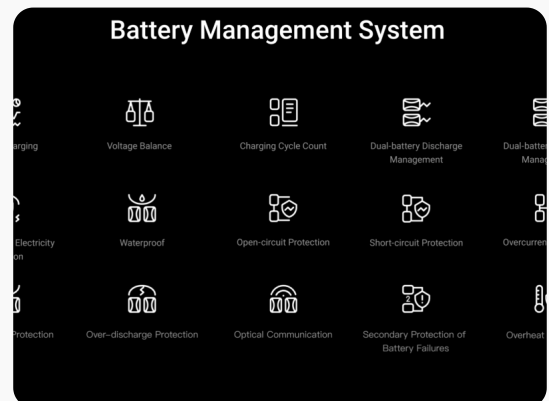 Battery Management System
arging
Voltage Balance
Charging Cycle Count
Dual-battery Discharge
Management
Dual-batter
Manag
Electricity
on
Waterproof
Open-circuit Protection
Short-circuit Protection
Overcurren
Protection
Over-discharge Protection
Optical Communication
2
Secondary Protection of
Battery Failures
Overheat